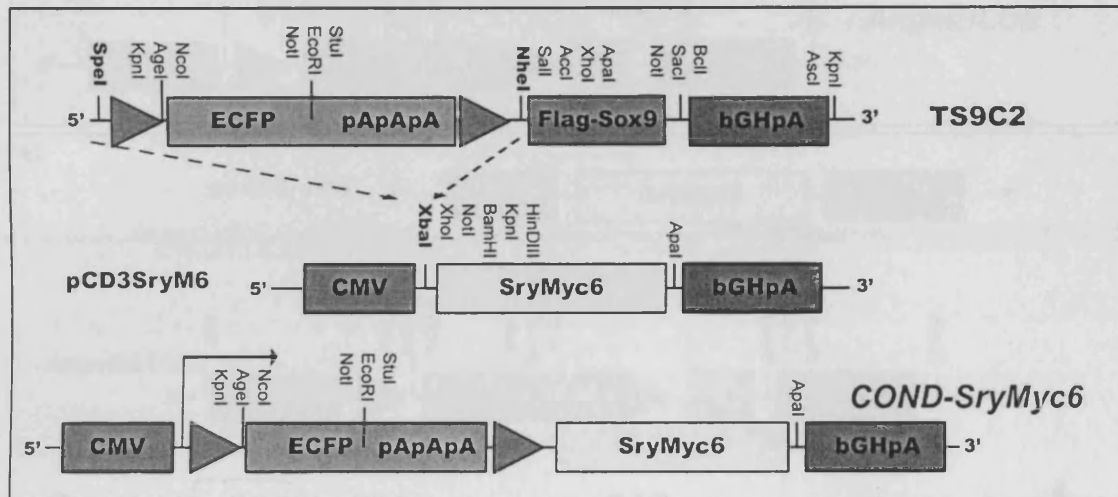 SpeI
KpnI
AgeI
NcoI
NotI
EcoRI
StuI
NheI
SalI
AccI
XhoI
ApaI
NotI
SacI
BclI
AscI
KpnI
5' ECFP pApApA Flag-Sox9 bGHpA 3' TS9C2
XbaI
XhoI
NotI
BamHI
KpnI
HinDIII
ApaI
pCD3SryM6 5' CMV SryMyc6 bGHpA 3'
KpnI
AgeI
NcoI
NotI
EcoRI
StuI
ApaI
COND-SryMyc6
5' CMV ECFP pApApA SryMyc6 bGHpA 3'